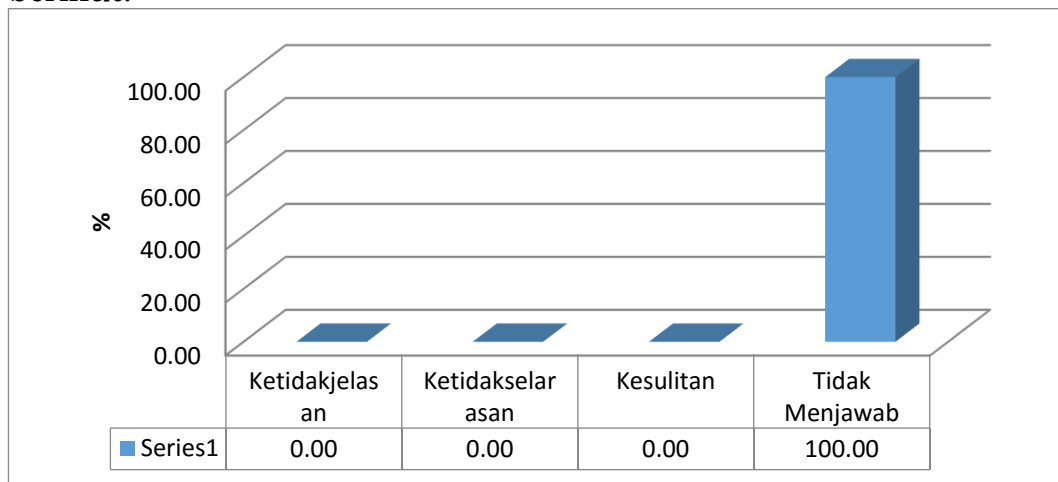 100.00
80.00
60.00
40.00
20.00
0.00
%
Ketidakjelas
an
Ketidakselar
asan
Kesulitan
Tidak
Menjawab
Series1 0.00 0.00 0.00 100.00